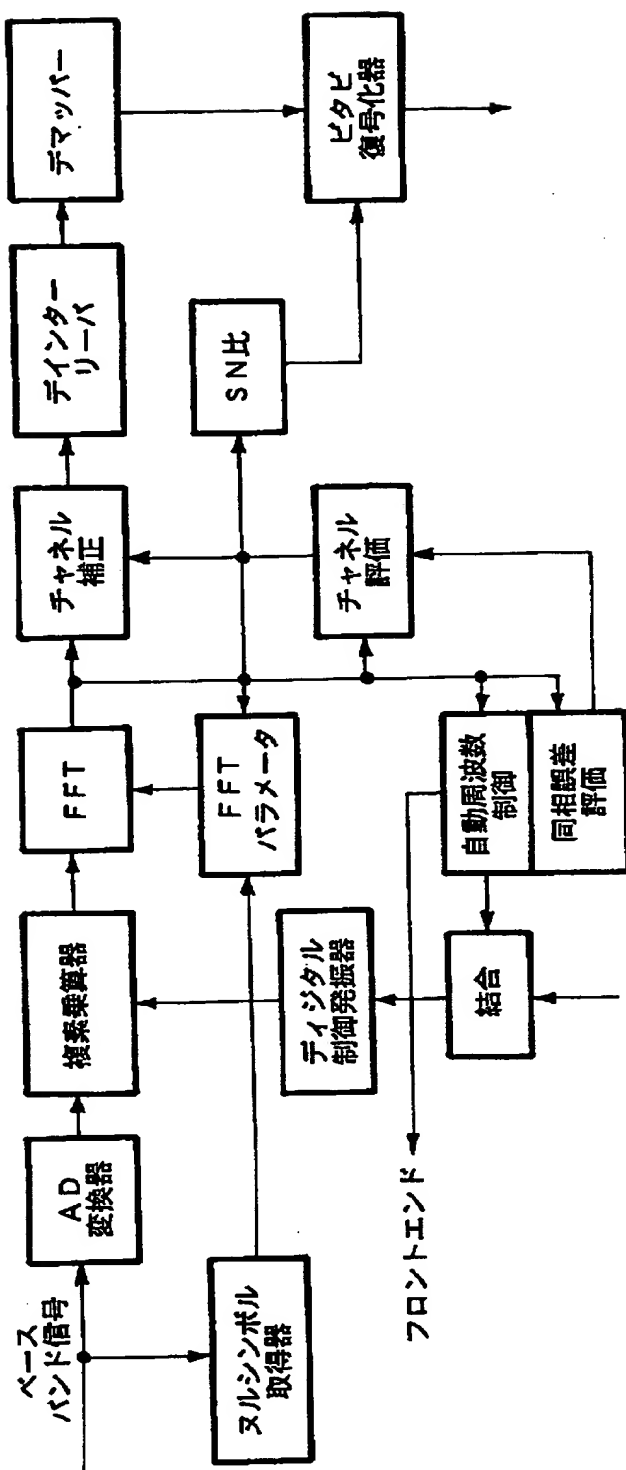 ベース
バンド信号
AD
変換器
複素乗算器
FFT
チャネル
補正
デインター
リーバ
デマッパー
ヌルシンボル
取得器
FFT
パラメータ
SN比
ビタビ
復号化器
ディジタル
制御発振器
チャネル
評価
フロントエンド
結合
自動周波数
制御
同相誤差
評価